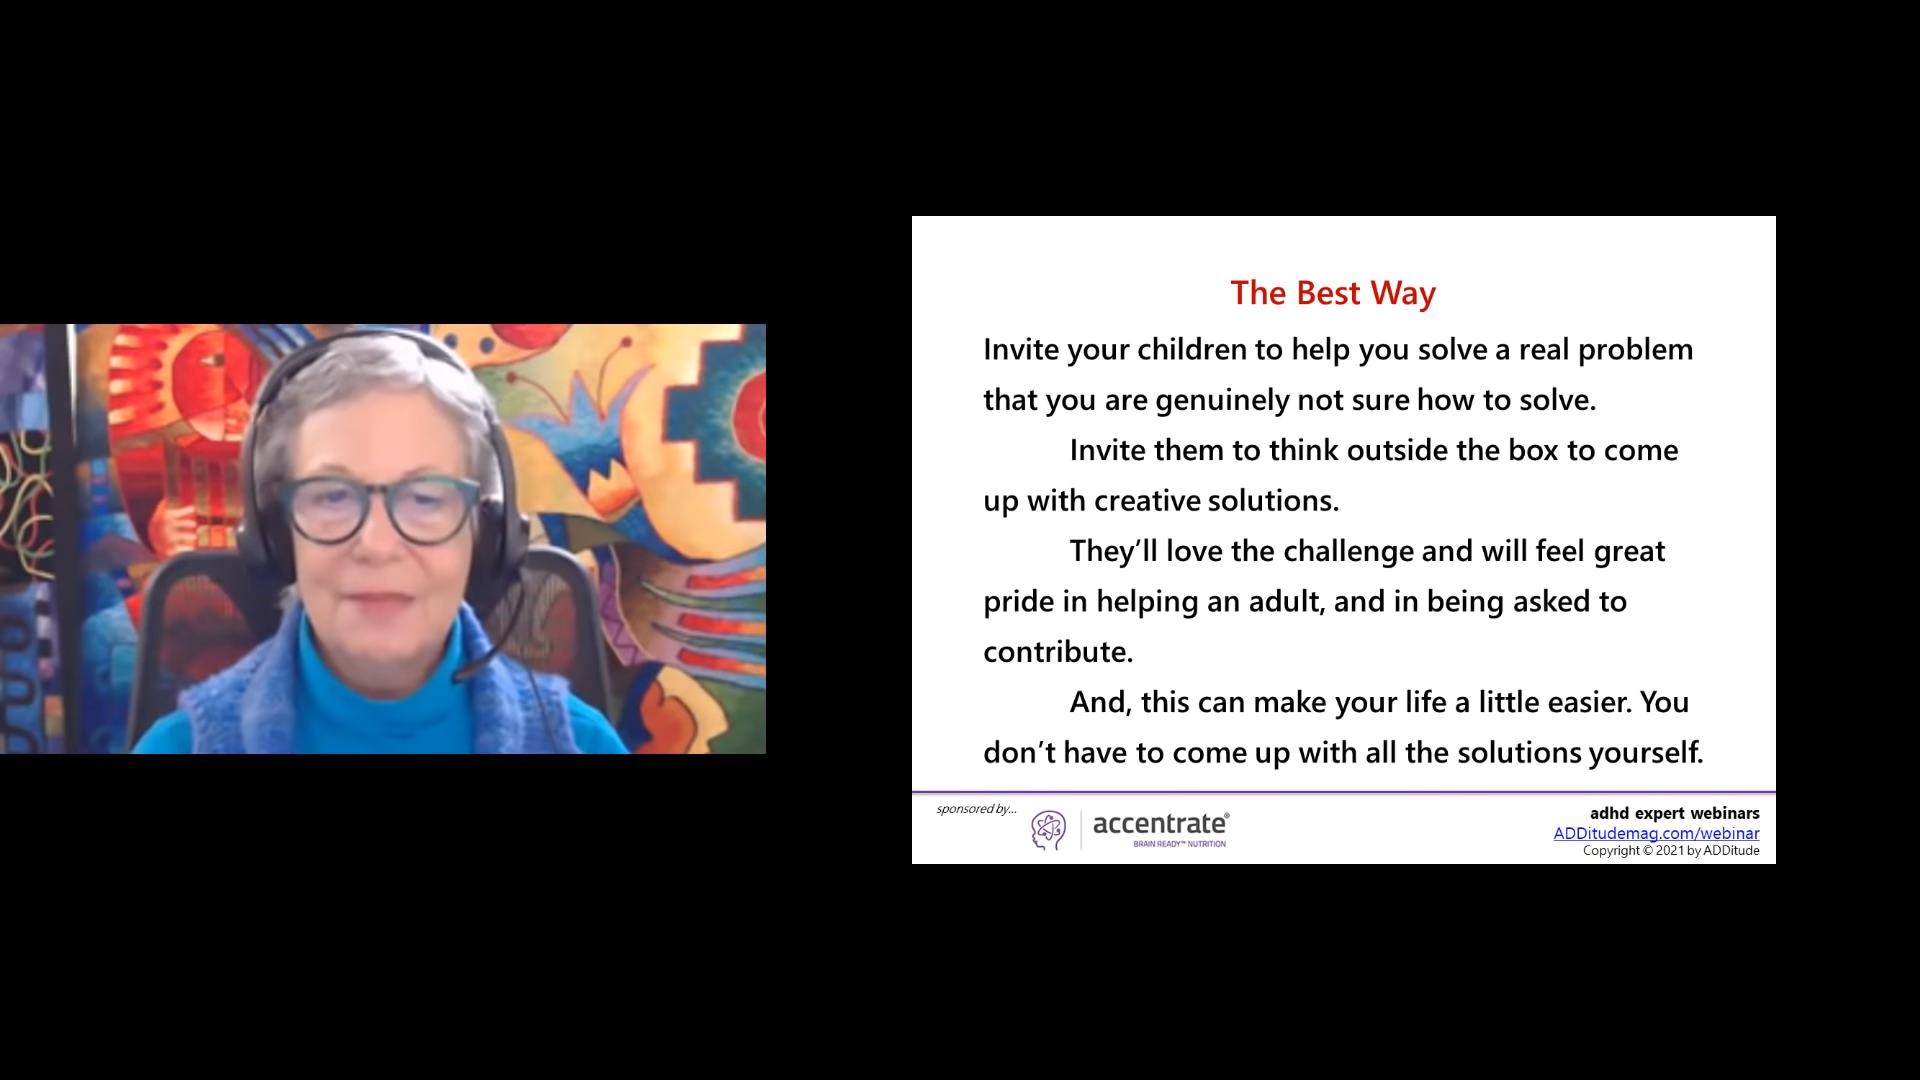 The Best Way
Invite your children to help you solve a real problem
that you are genuinely not sure how to solve.
Invite them to think outside the box to come
up with creative solutions.
They’ll love the challenge and will feel great
pride in helping an adult, and in being asked to
contribute.
And, this can make your life a little easier. You
don’t have to come up with all the solutions yourself.
sponsored by...
accentrate®
BRAIN READY™ NUTRITION
adhd expert webinars
ADDitudemag.com/webinar
Copyright © 2021 by ADDitude